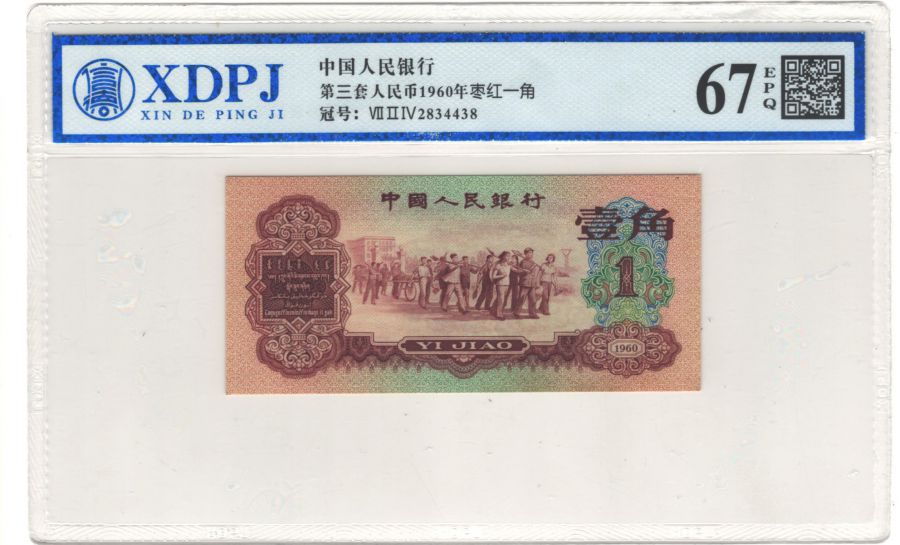 XDPJ
XIN DE PING JI
中国人民银行
第三套人民币1960年枣红一角
冠号：ⅦⅡⅣ2834438
67
EPQ
中國人民銀行
壹角
1
YI JIAO
1960